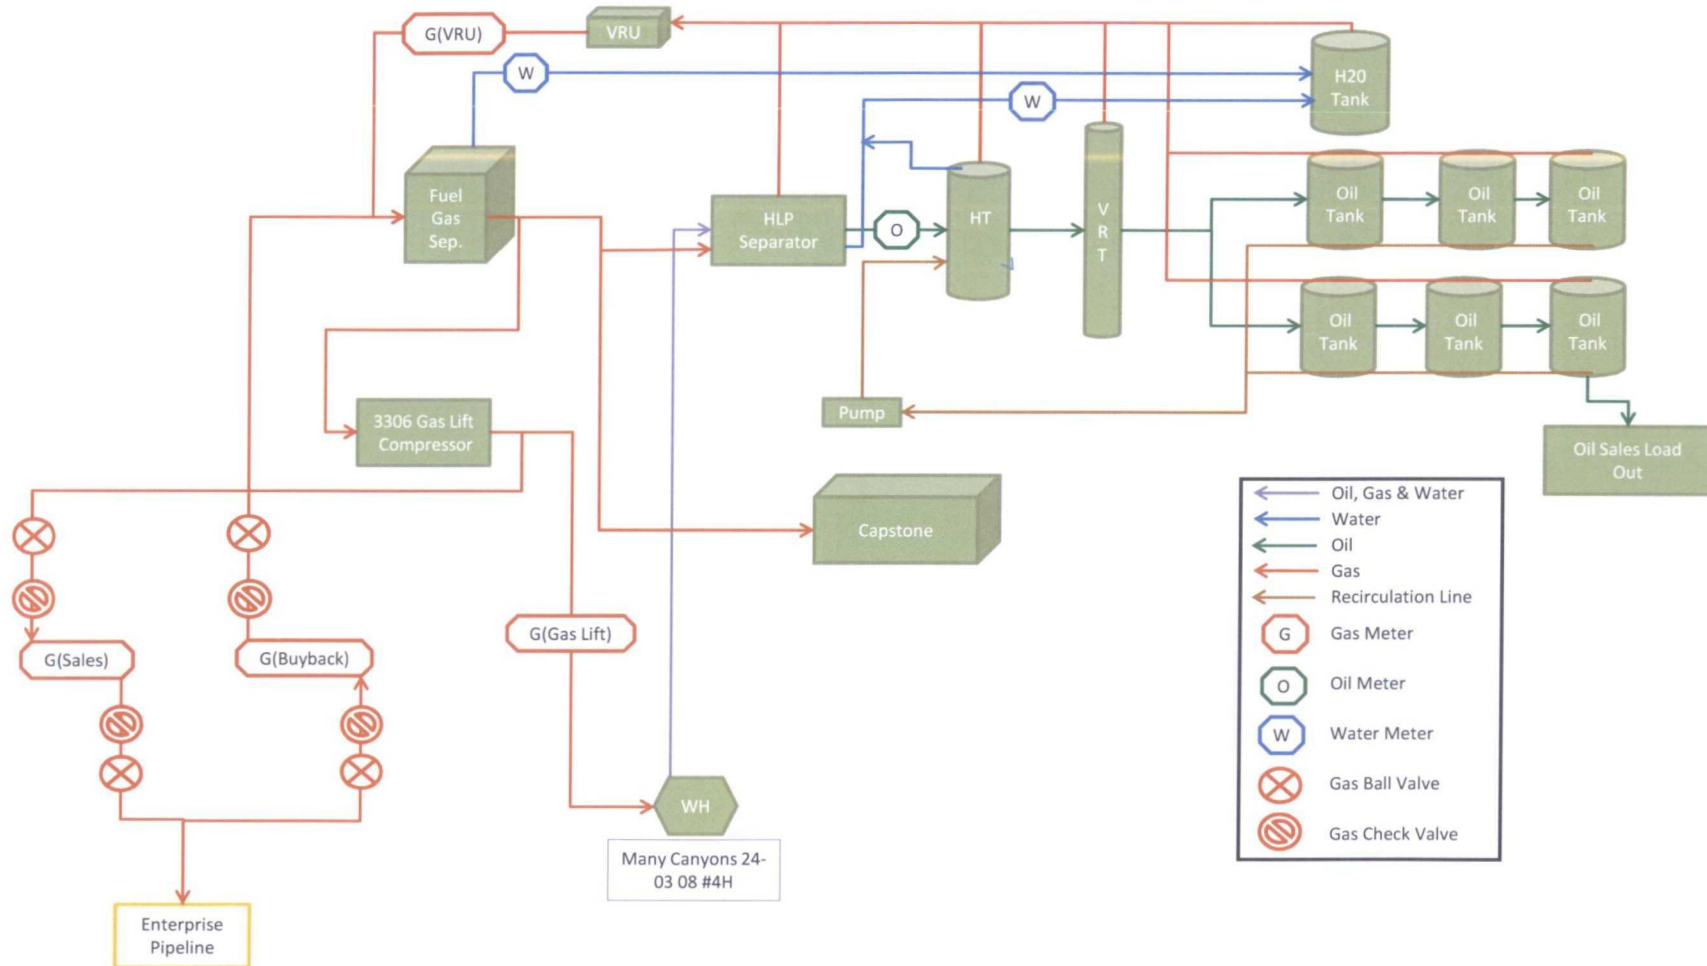 G(VRU)
VRU
W
H20
Tank
W
Fuel
Gas
Sep.
HLP
Separator
O
HT
V
R
T
Oil
Tank
Oil
Tank
Oil
Tank
Oil
Tank
Oil
Tank
Oil
Tank
Pump
3306 Gas Lift
Compressor
Oil Sales Load
Out
Capstone
G(Sales)
G(Buyback)
G(Gas Lift)
WH
Many Canyons 24-
03 08 #4H
Enterprise
Pipeline
Oil, Gas & Water
Water
Oil
Gas
Recirculation Line
G
Gas Meter
O
Oil Meter
W
Water Meter
Gas Ball Valve
Gas Check Valve